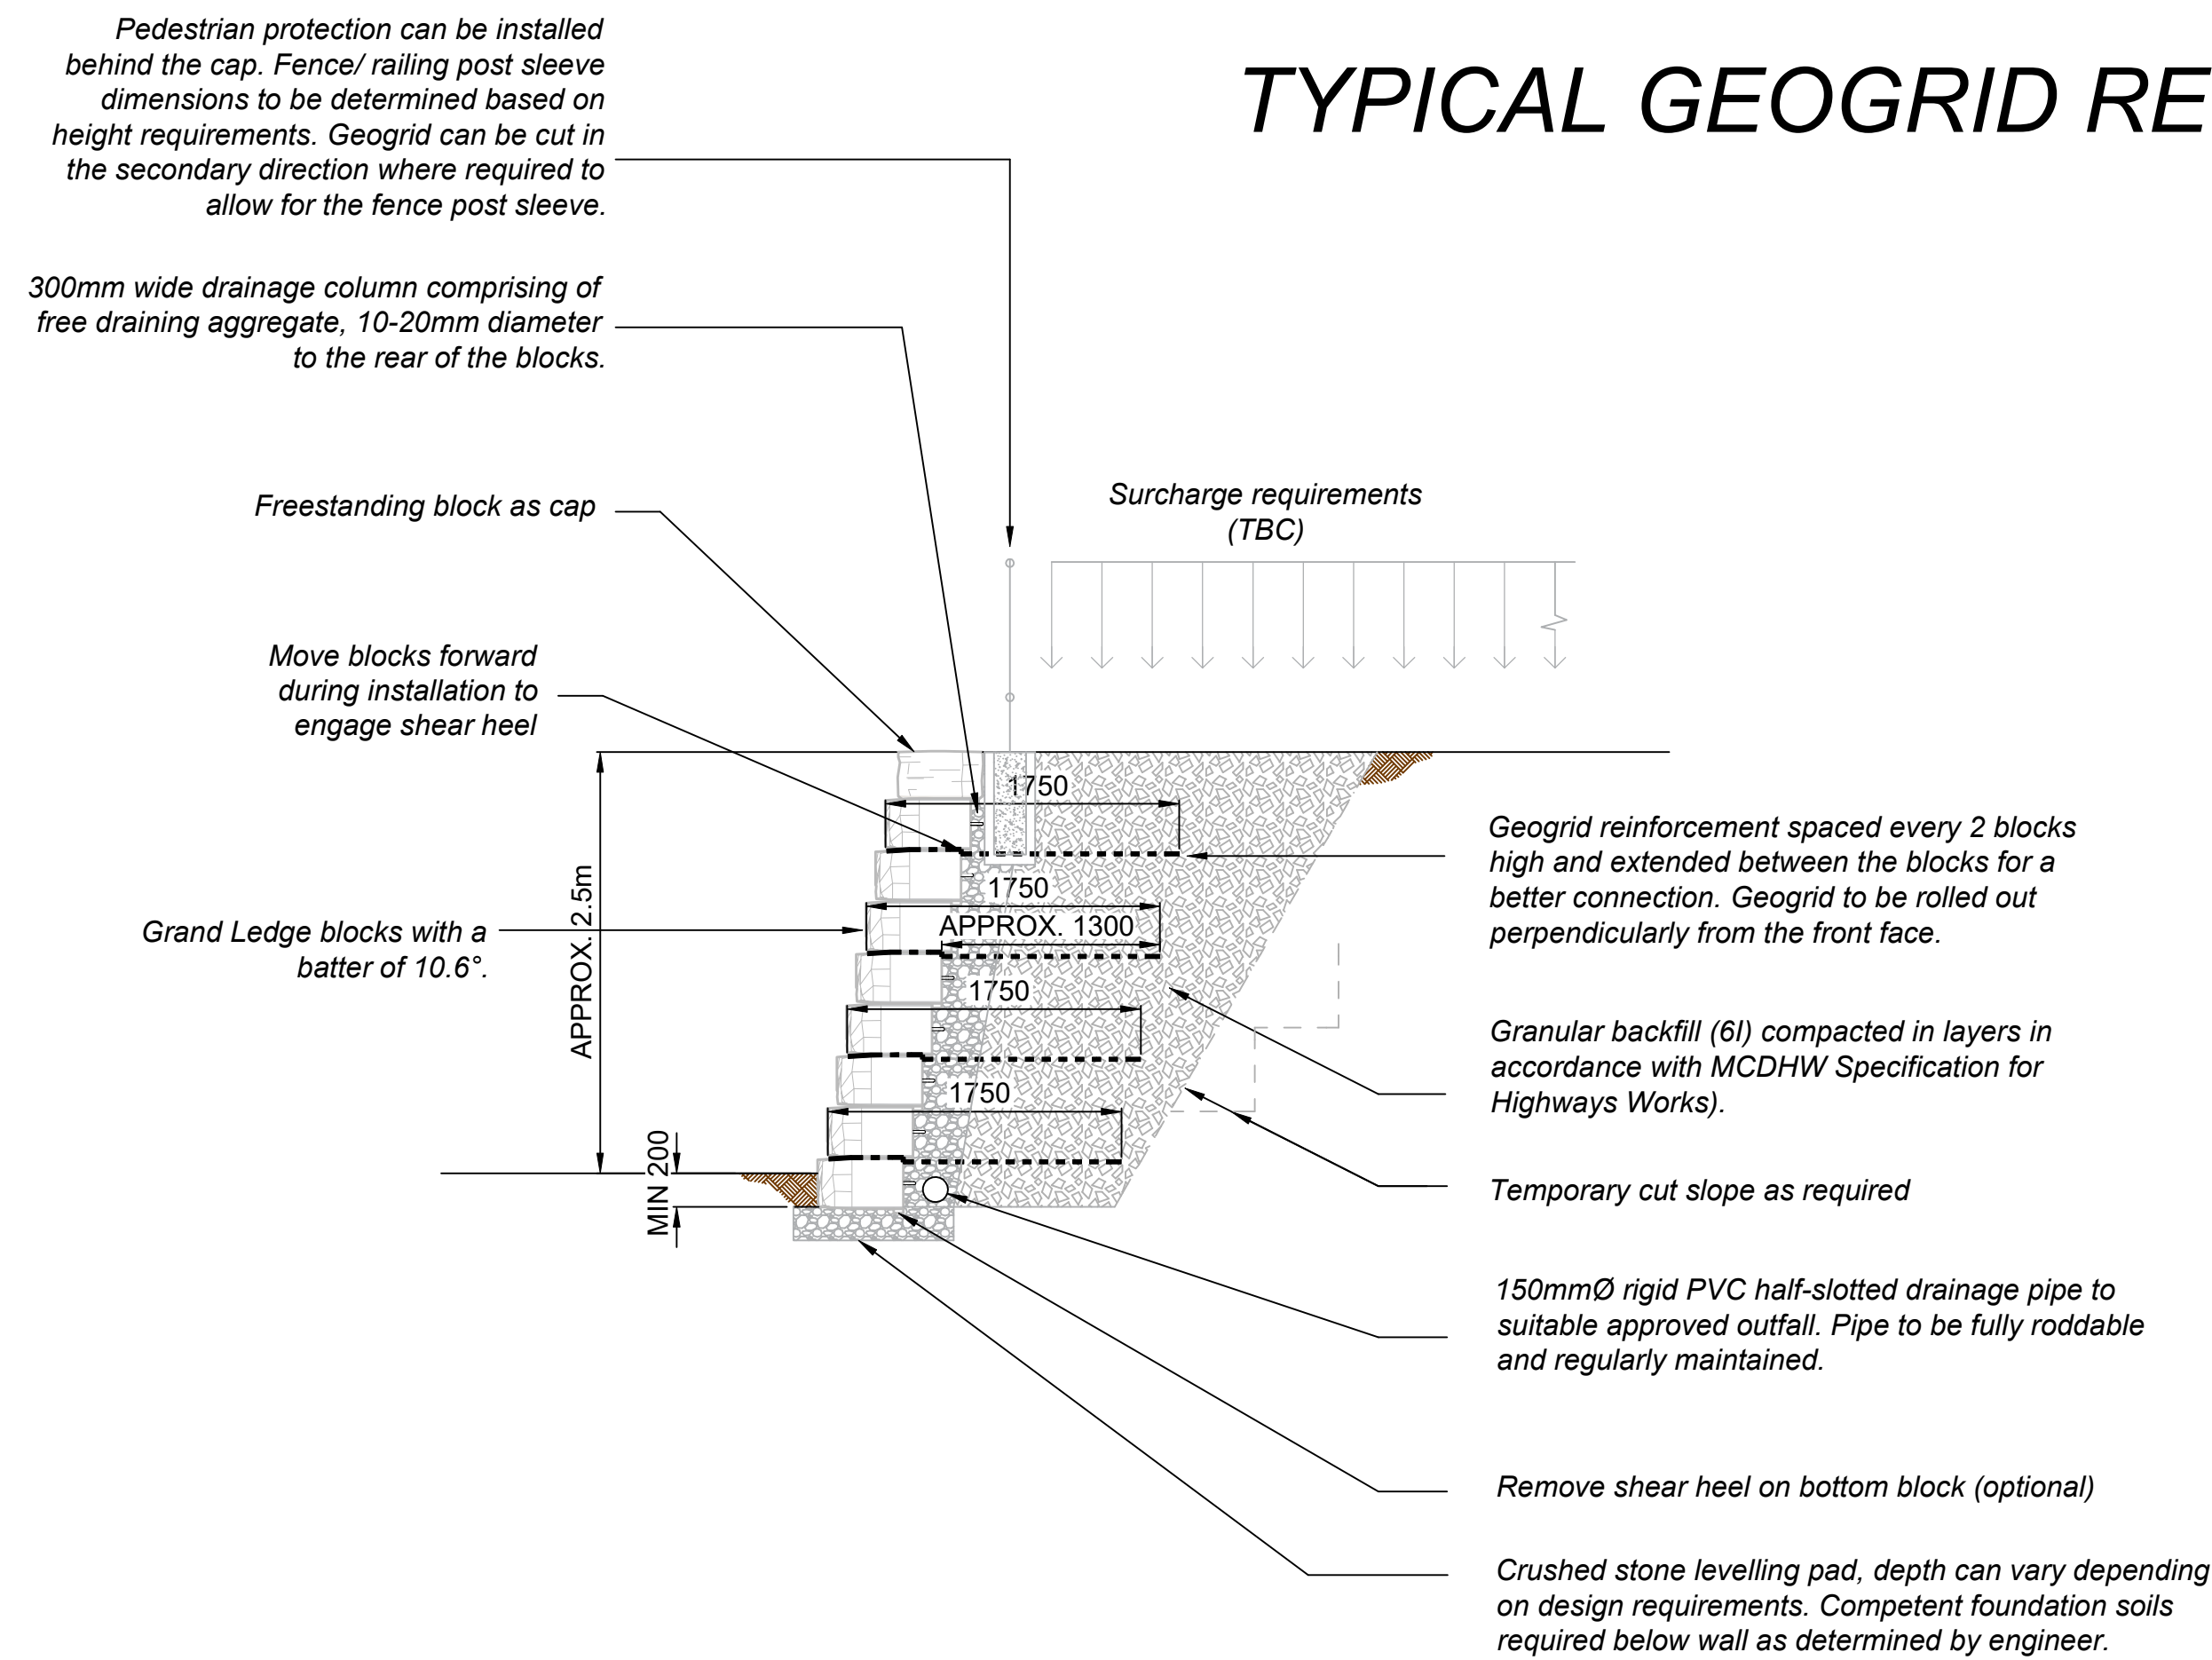 TYPICAL GEOGRID RE
Pedestrian protection can be installed
behind the cap. Fence/ railing post sleeve
dimensions to be determined based on
height requirements. Geogrid can be cut in
the secondary direction where required to
allow for the fence post sleeve.
300mm wide drainage column comprising of
free draining aggregate, 10-20mm diameter
to the rear of the blocks.
Freestanding block as cap
Surcharge requirements
(TBC)
Move blocks forward
during installation to
engage shear heel
Grand Ledge blocks with a
batter of 10.6°.
APPROX. 2.5m
MIN 200
1750
1750
APPROX. 1300
1750
1750
Geogrid reinforcement spaced every 2 blocks
high and extended between the blocks for a
better connection. Geogrid to be rolled out
perpendicularly from the front face.
Granular backfill (6I) compacted in layers in
accordance with MCDHW Specification for
Highways Works).
Temporary cut slope as required
150mmØ rigid PVC half-slotted drainage pipe to
suitable approved outfall. Pipe to be fully roddable
and regularly maintained.
Remove shear heel on bottom block (optional)
Crushed stone levelling pad, depth can vary depending
on design requirements. Competent foundation soils
required below wall as determined by engineer.